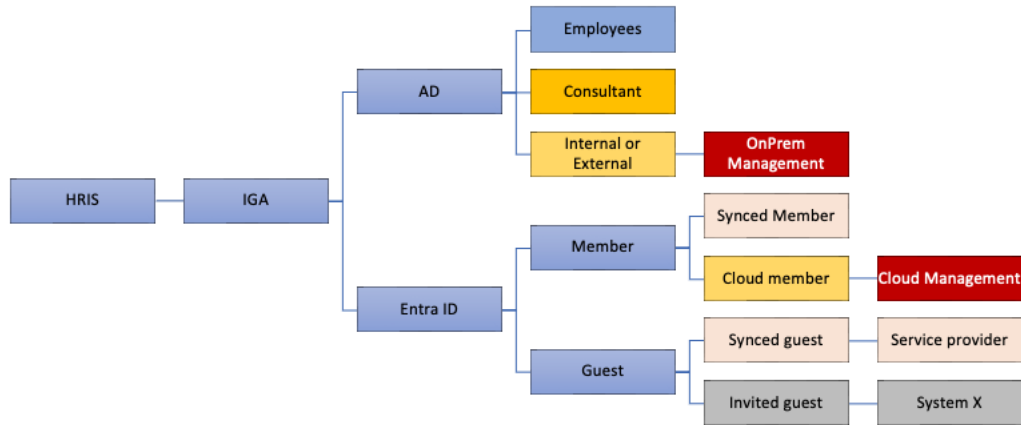 Employees
AD
Consultant
Internal or
External
OnPrem
Management
HRIS
IGA
Synced Member
Member
Cloud member
Cloud Management
Entra ID
Synced guest
Service provider
Guest
Invited guest
System X